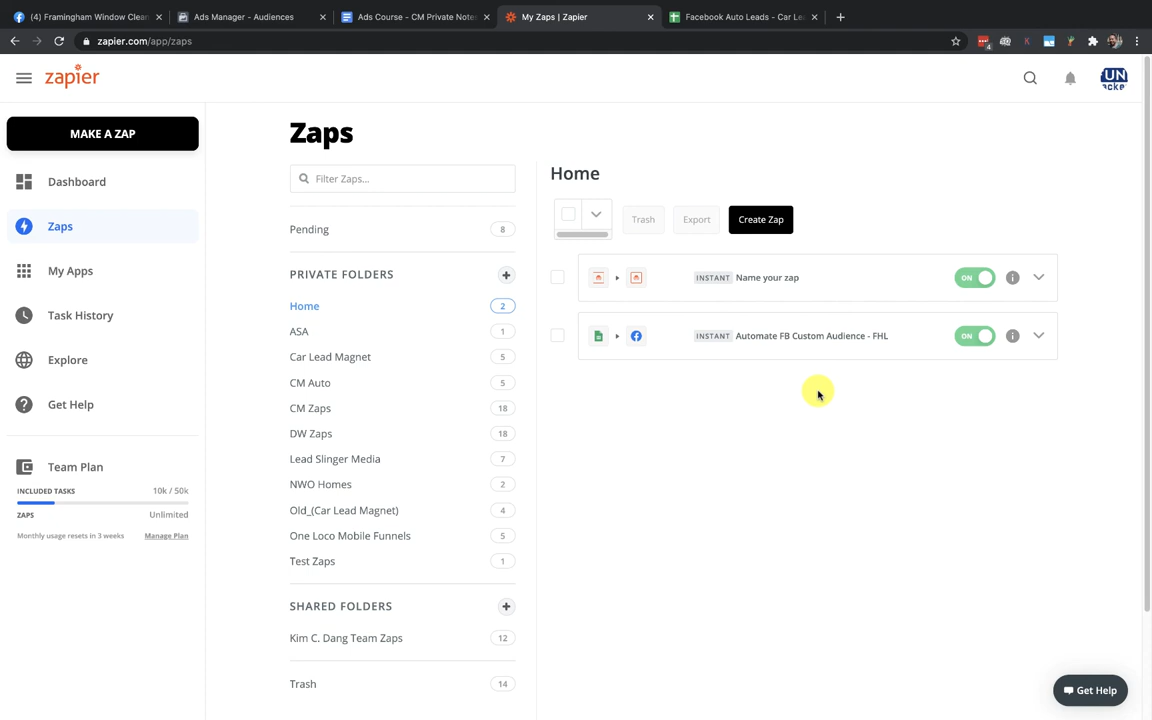 (4) Framingham Window Clean
Ads Manager - Audiences
Ads Course - CM Private Notes
My Zaps | Zapier
Facebook Auto Leads - Car Le
zapier.com/app/zaps
4
zapier
UN
MAKE A ZAP
Dashboard
Zaps
My Apps
Task History
Explore
Get Help
Team Plan
INCLUDED TASKS 10k / 50k
ZAPS Unlimited
Monthly usage resets in 3 weeks Manage Plan
Zaps
Filter Zaps...
Pending 8
PRIVATE FOLDERS
Home 2
ASA 1
Car Lead Magnet 5
CM Auto 5
CM Zaps 18
DW Zaps 18
Lead Slinger Media 7
NWO Homes 2
Old_(Car Lead Magnet) 4
One Loco Mobile Funnels 5
Test Zaps 1
SHARED FOLDERS
Kim C. Dang Team Zaps 12
Trash 14
Home
Trash Export Create Zap
INSTANT Name your zap ON
INSTANT Automate FB Custom Audience - FHL ON
Get Help